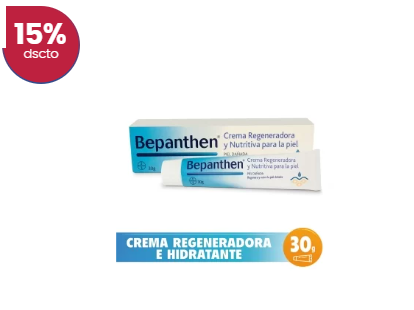 15%
dscto
Bepanthen®
Crema Regeneradora
y Nutritiva para la piel
Bepanthen®
Crema Regeneradora
y Nutritiva para la piel
CREMA REGENERADORA
E HIDRATANTE
30g